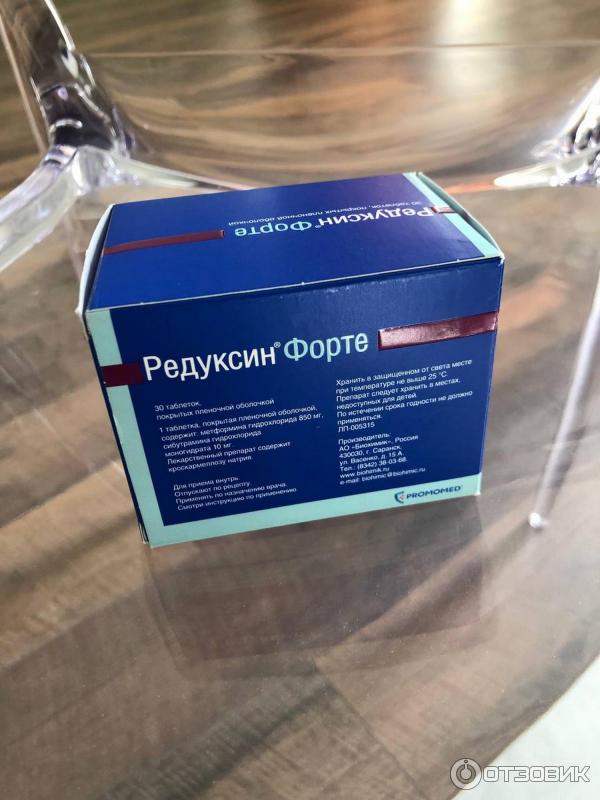 30 таблеток, покрытых пленочной оболочкой
Редуксин® Форте
Редуксин® Форте
30 таблеток,
покрытых пленочной оболочкой
1 таблетка, покрытая пленочной оболочкой,
содержит: метформина гидрохлорида 850 мг,
сибутрамина гидрохлорида
моногидрата 10 мг.
Лекарственный препарат содержит
кроскармеллозу натрия.
Для приема внутрь.
Отпускают по рецепту
Применять по назначению врача.
Смотри инструкцию по применению.
Хранить в защищенном от света месте
при температуре не выше 25 °C.
Препарат следует хранить в местах,
недоступных для детей.
По истечении срока годности не должно
применяться.
ЛП-005315
Производитель:
АО «Биохимик», Россия
430030, г. Саранск,
ул. Васенко, д. 15 А.
Тел.: (8342) 38-03-68.
www.biohimik.ru
e-mail: biohimic@biohimic.ru
PROMOMED®
ОТЗОВИК